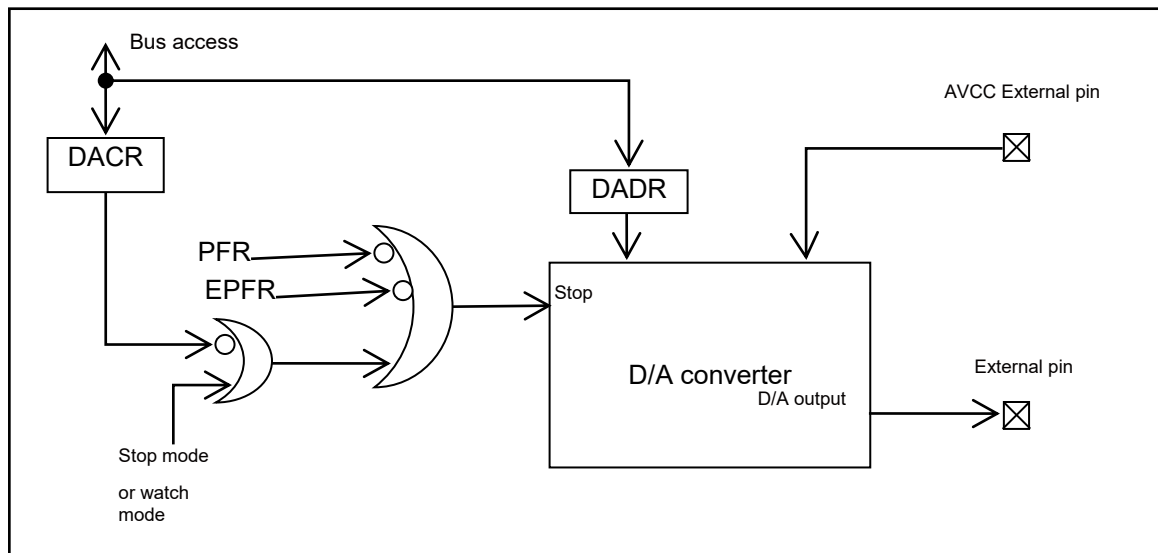 Bus access
AVCC External pin
DACR
DADR
PFR
EPFR
Stop
D/A converter
D/A output
External pin
Stop mode
or watch
mode